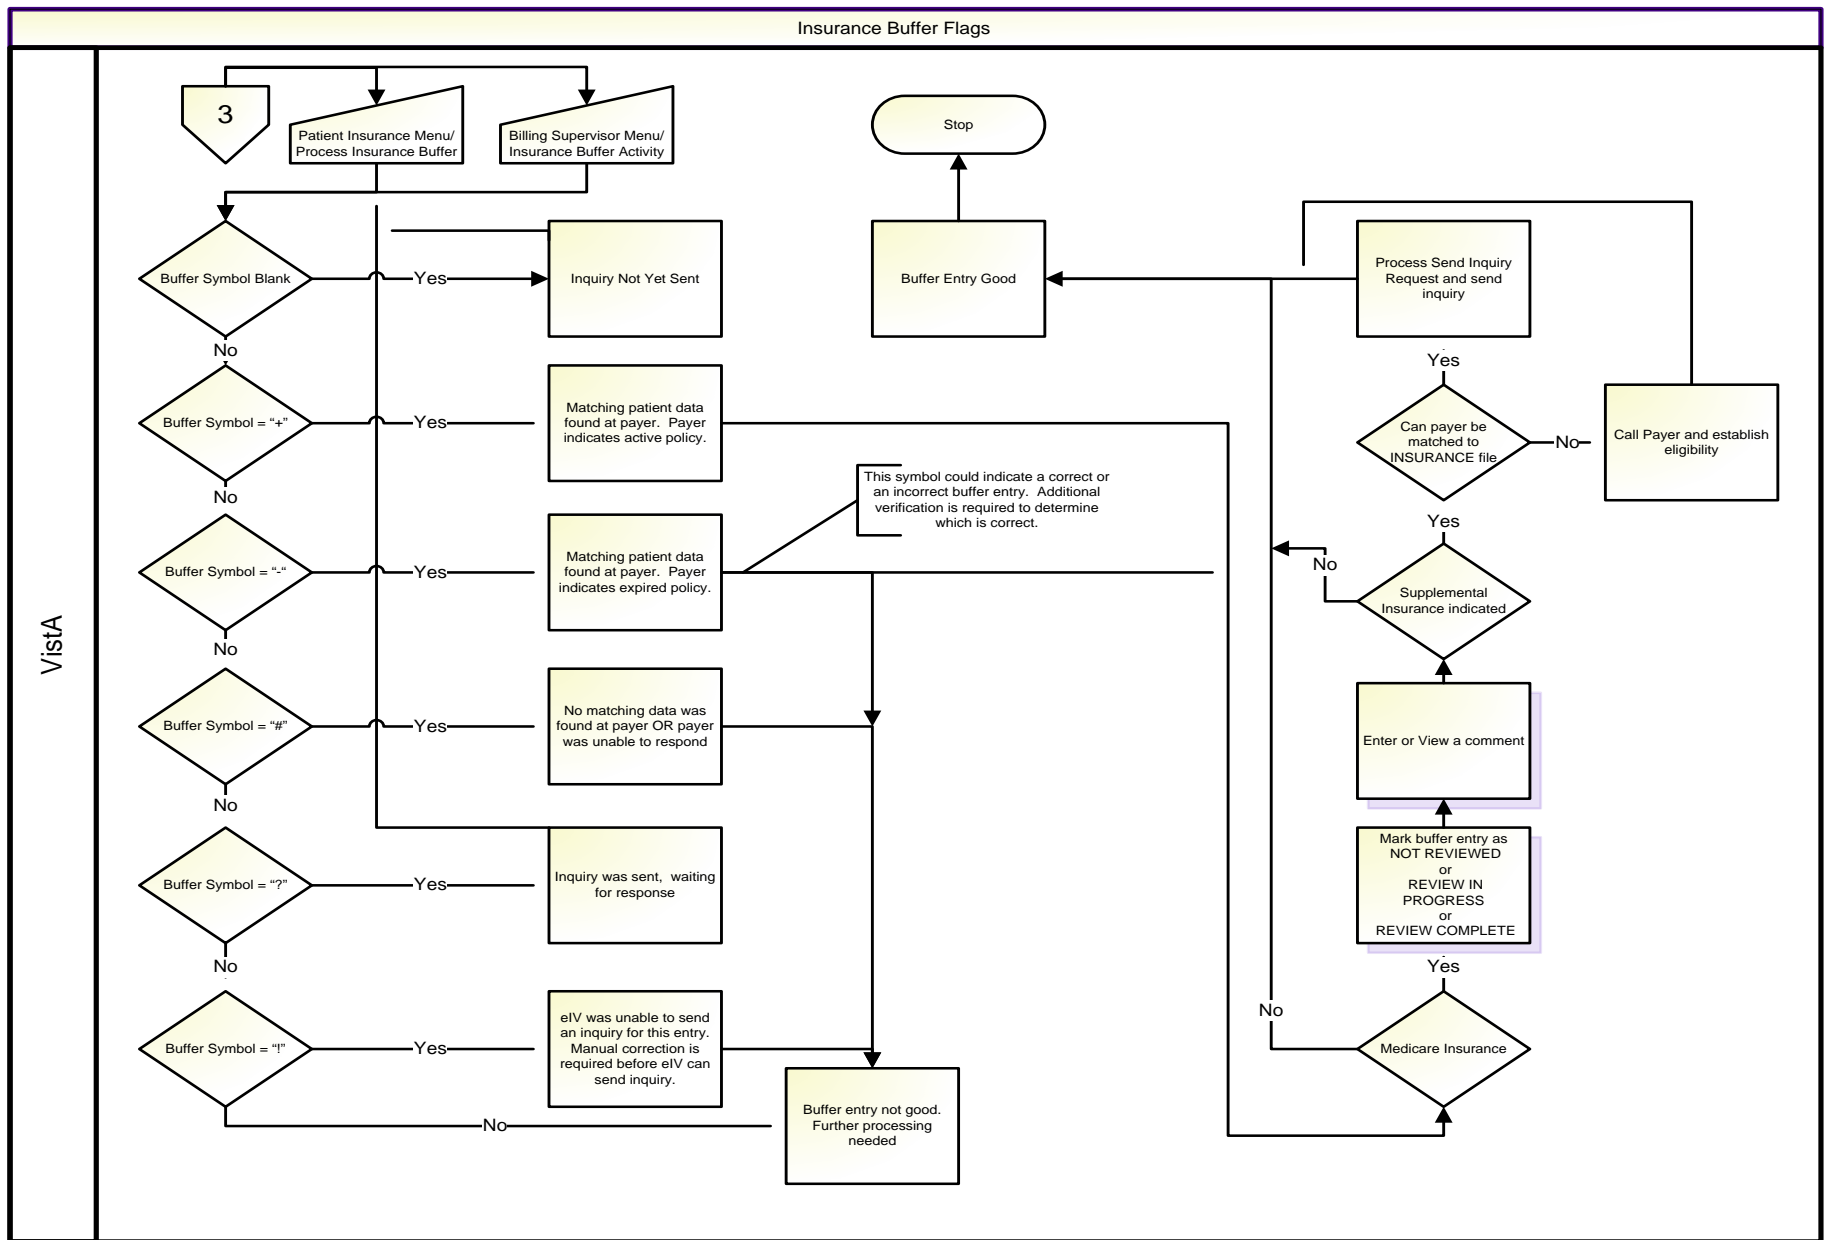 Insurance Buffer Flags
VistA
3
Patient Insurance Menu/
Process Insurance Buffer
Billing Supervisor Menu/
Insurance Buffer Activity
Stop
Buffer Symbol Blank
Yes
Inquiry Not Yet Sent
Buffer Entry Good
Process Send Inquiry
Request and send
inquiry
No
Buffer Symbol = “+”
Yes
Matching patient data
found at payer.  Payer
indicates active policy.
Yes
Can payer be
matched to
INSURANCE file
No
Call Payer and establish
eligibility
No
This symbol could indicate a correct or
an incorrect buffer entry.  Additional
verification is required to determine
which is correct.
Buffer Symbol = “-“
Yes
Matching patient data
found at payer.  Payer
indicates expired policy.
Yes
No
Supplemental
Insurance indicated
No
Buffer Symbol = “#”
Yes
No matching data was
found at payer OR payer
was unable to respond
Enter or View a comment
No
Buffer Symbol = “?”
Yes
Inquiry was sent,  waiting
for response
Mark buffer entry as
NOT REVIEWED
or
REVIEW IN
PROGRESS
or
REVIEW COMPLETE
No
Yes
Buffer Symbol = “!”
Yes
eIV was unable to send
an inquiry for this entry.
Manual correction is
required before eIV can
send inquiry.
No
Medicare Insurance
No
Buffer entry not good.
Further processing
needed